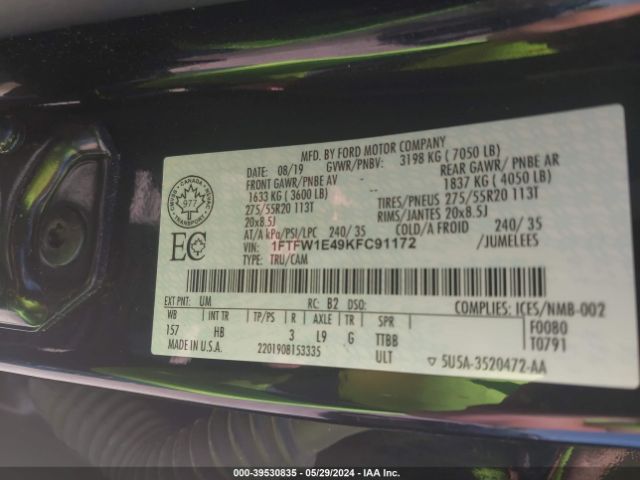 MFD. BY FORD MOTOR COMPANY
DATE: 08/19 GVWR/PNBV: 3198 KG ( 7050 LB)
FRONT GAWR/PNBE AV REAR GAWR/ PNBE AR
1633 KG ( 3600 LB) 1837 KG ( 4050 LB)
275/55R20 113T TIRES/PNEUS 275/55R20 113T
20x8.5J RIMS/JANTES 20x8.5J
AT/A kPa/PSI/LPC 240/ 35 COLD/A FROID 240/ 35
VIN: 1FTFW1E49KFC91172 /JUMELEES
TYPE: TRU/CAM
CANADA
977
EC
EXT PNT: UM RC: B2 DSO: COMPLIES: ICES/NMB-002
WB INT TR TP/PS R AXLE TR SPR F0080
157 HB 3 L9 G TTBB T0791
MADE IN U.S.A. 2201908153335 ULT ▽ 5U5A-3520472-AA
000-39530835 - 05/29/2024 - IAA Inc.